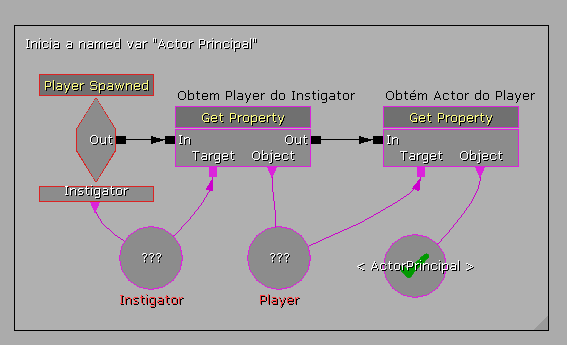 Inicia a named var "Actor Principal"
Player Spawned
Out
Instigator
Obtem Player do Instigator
Get Property
In
Out
Target
Object
Obtém Actor do Player
Get Property
In
Target
Object
???
Instigator
???
Player
< ActorPrincipal >